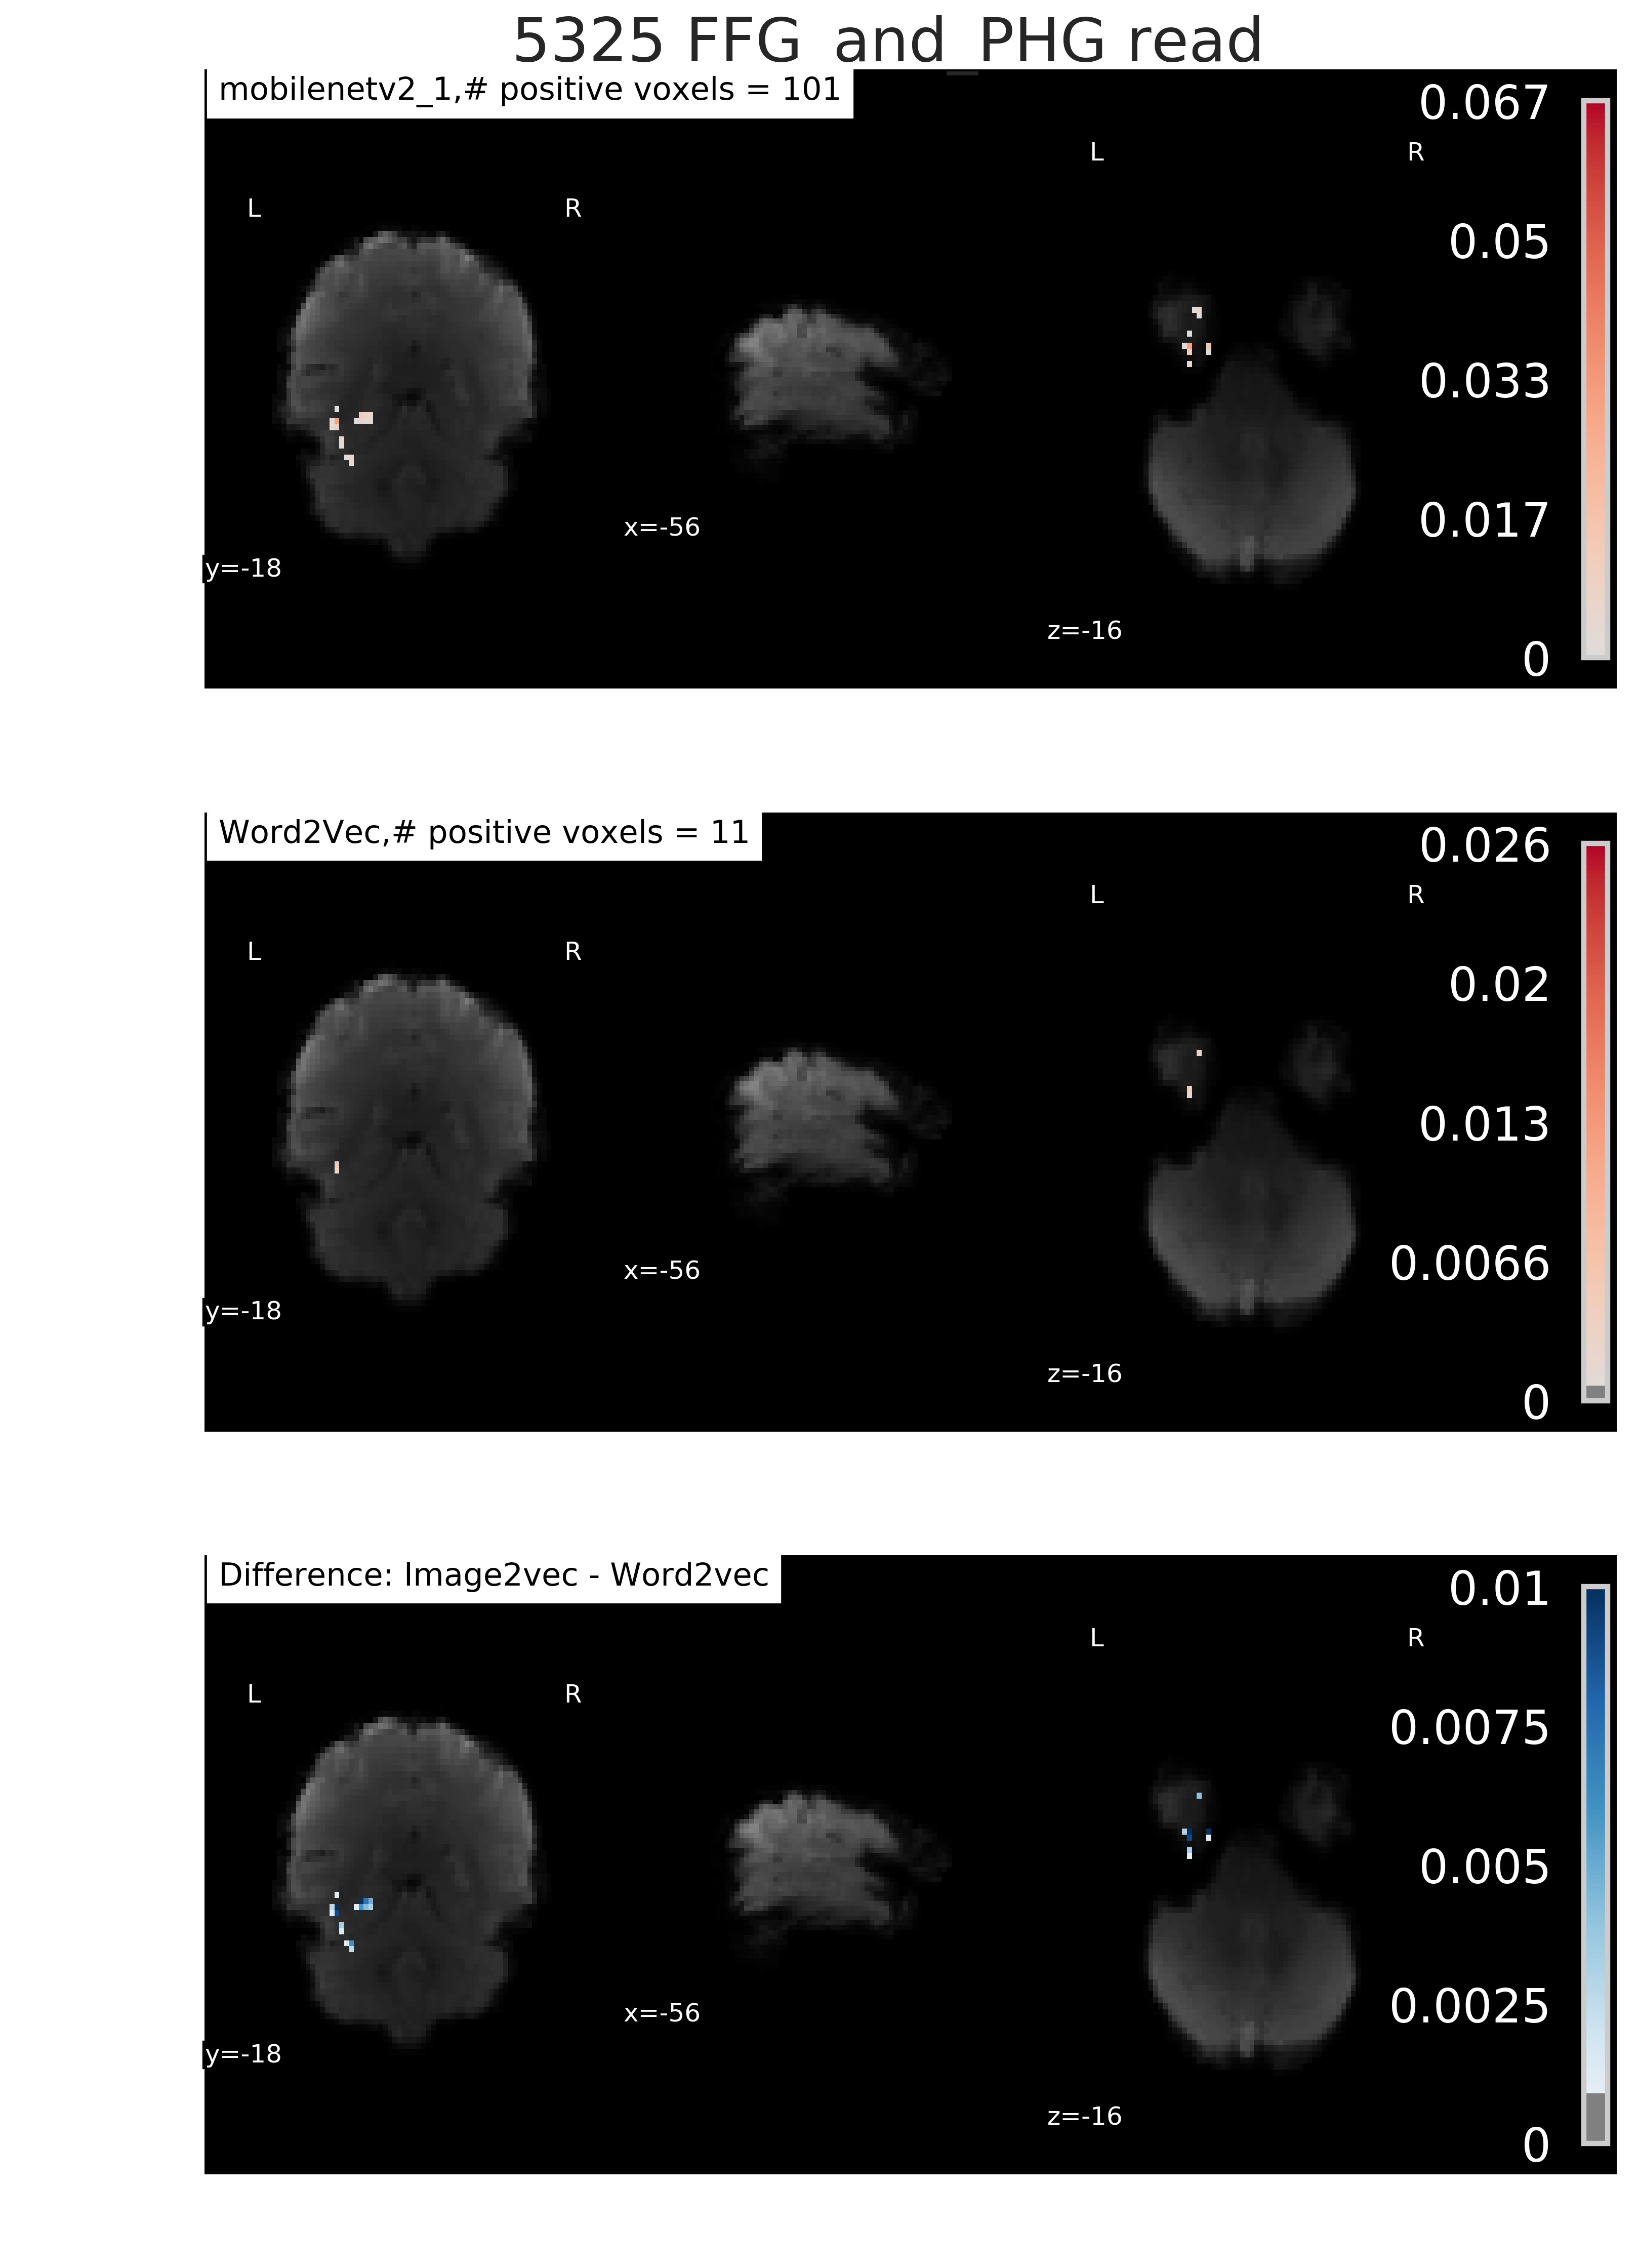 5325 FFG_and_PHG read
mobilenetv2_1,# positive voxels = 101
0.067
L R
0.05
L R
0.033
0.017
x=-56
y=-18
z=-16
0
Word2Vec,# positive voxels = 11
0.026
L R
L R
0.02
0.013
0.0066
x=-56
y=-18
z=-16
0
Difference: Image2vec - Word2vec
0.01
L R
L R
0.0075
0.005
0.0025
x=-56
y=-18
z=-16
0